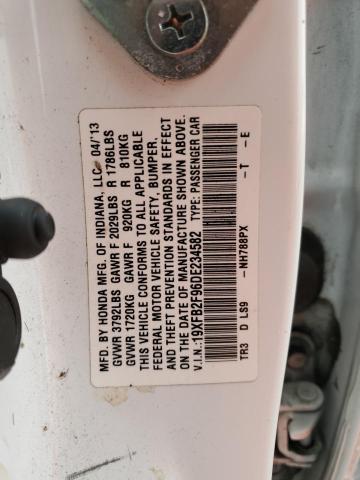 MFD. BY HONDA MFG. OF INDIANA, LLC. 04/'13
GVWR 3792LBS GAWR F 2029LBS R 1786LBS
GVWR 1720KG GAWR F 920KG R 810KG
THIS VEHICLE CONFORMS TO ALL APPLICABLE
FEDERAL MOTOR VEHICLE SAFETY, BUMPER,
AND THEFT PREVENTION STANDARDS IN EFFECT
ON THE DATE OF MANUFACTURE SHOWN ABOVE.
V.I.N.:19XFB2F96DE234582 TYPE: PASSENGER CAR
TR3 D LS9 -NH788PX -T -E